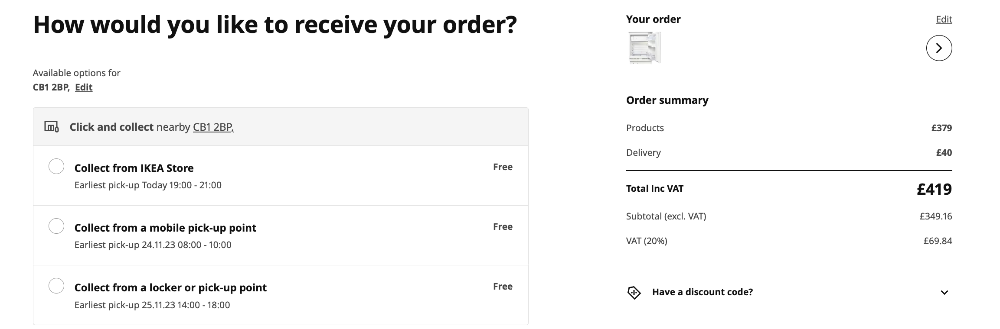 How would you like to receive your order?
Available options for
CB1 2BP, Edit
Click and collect nearby CB1 2BP,
Collect from IKEA Store
Free
Earliest pick-up Today 19:00 - 21:00
Collect from a mobile pick-up point
Free
Earliest pick-up 24.11.23 08:00 - 10:00
Collect from a locker or pick-up point
Free
Earliest pick-up 25.11.23 14:00 - 18:00
Your order
Edit
Order summary
Products £379
Delivery £40
Total Inc VAT £419
Subtotal (excl. VAT) £349.16
VAT (20%) £69.84
Have a discount code?